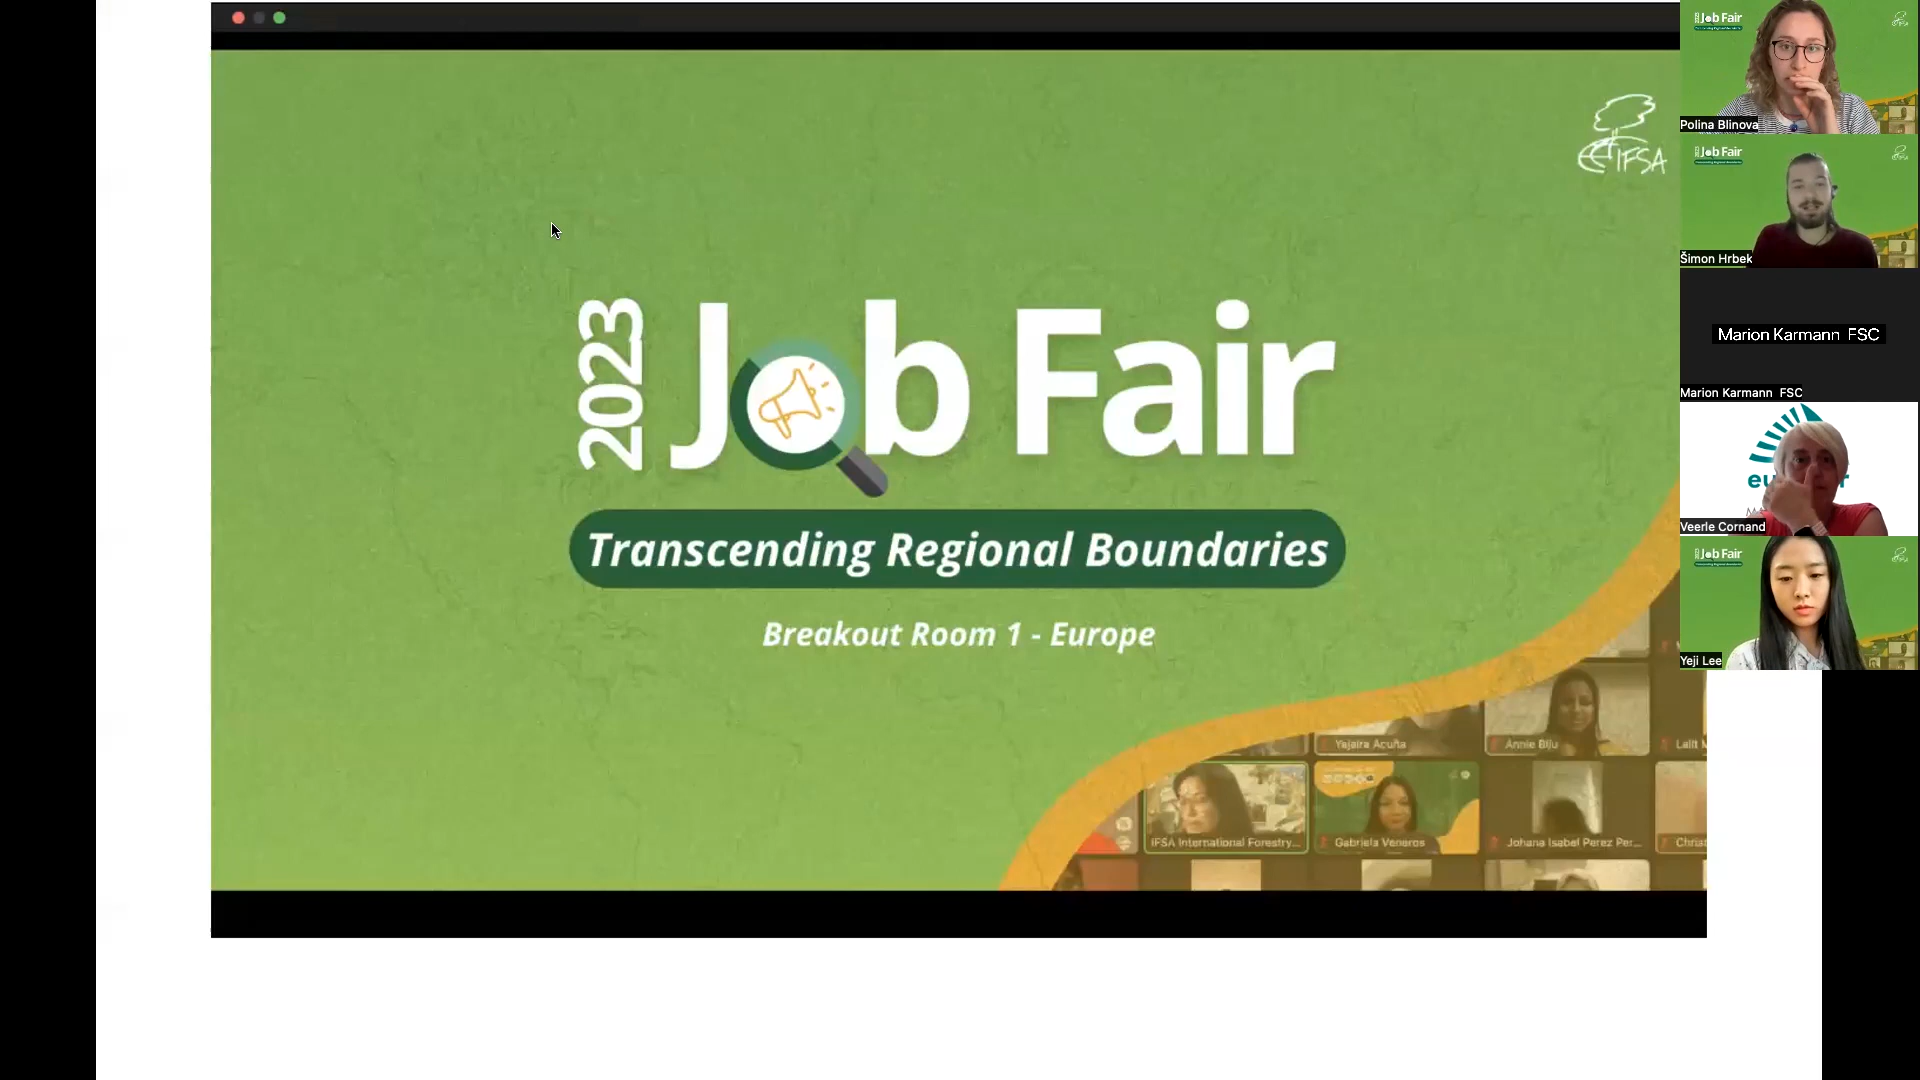 IFSA
2023
Job Fair
Transcending Regional Boundaries
Breakout Room 1 - Europe
Yajaira Acuña
Annie Biju
IFSA International Forestry...
Gabriela Veneros
Johana Isabel Perez Per...
Job Fair
Polina Blinova
Job Fair
Šimon Hrbek
Marion Karmann FSC
Marion Karmann FSC
Veerle Cornand
Job Fair
Yeji Lee